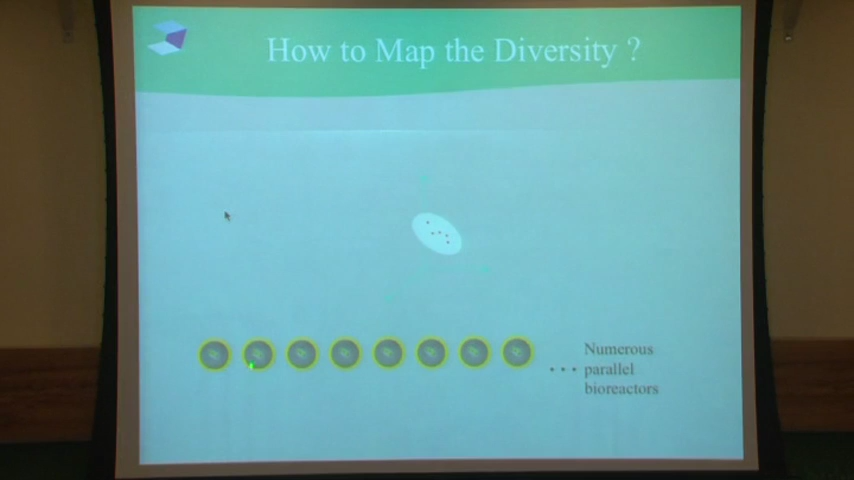 How to Map the Diversity ?
Numerous
• • • parallel
bioreactors